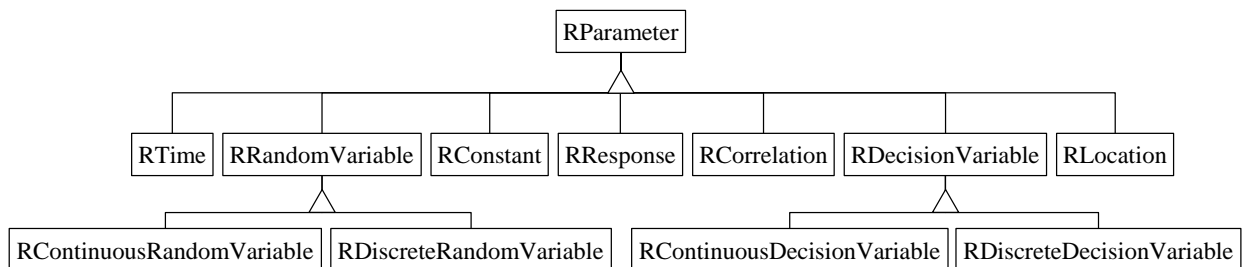 RParameter
RTime RRandomVariable RConstant RResponse RCorrelation RDecisionVariable RLocation
RContinuousRandomVariable RDiscreteRandomVariable RContinuousDecisionVariable RDiscreteDecisionVariable